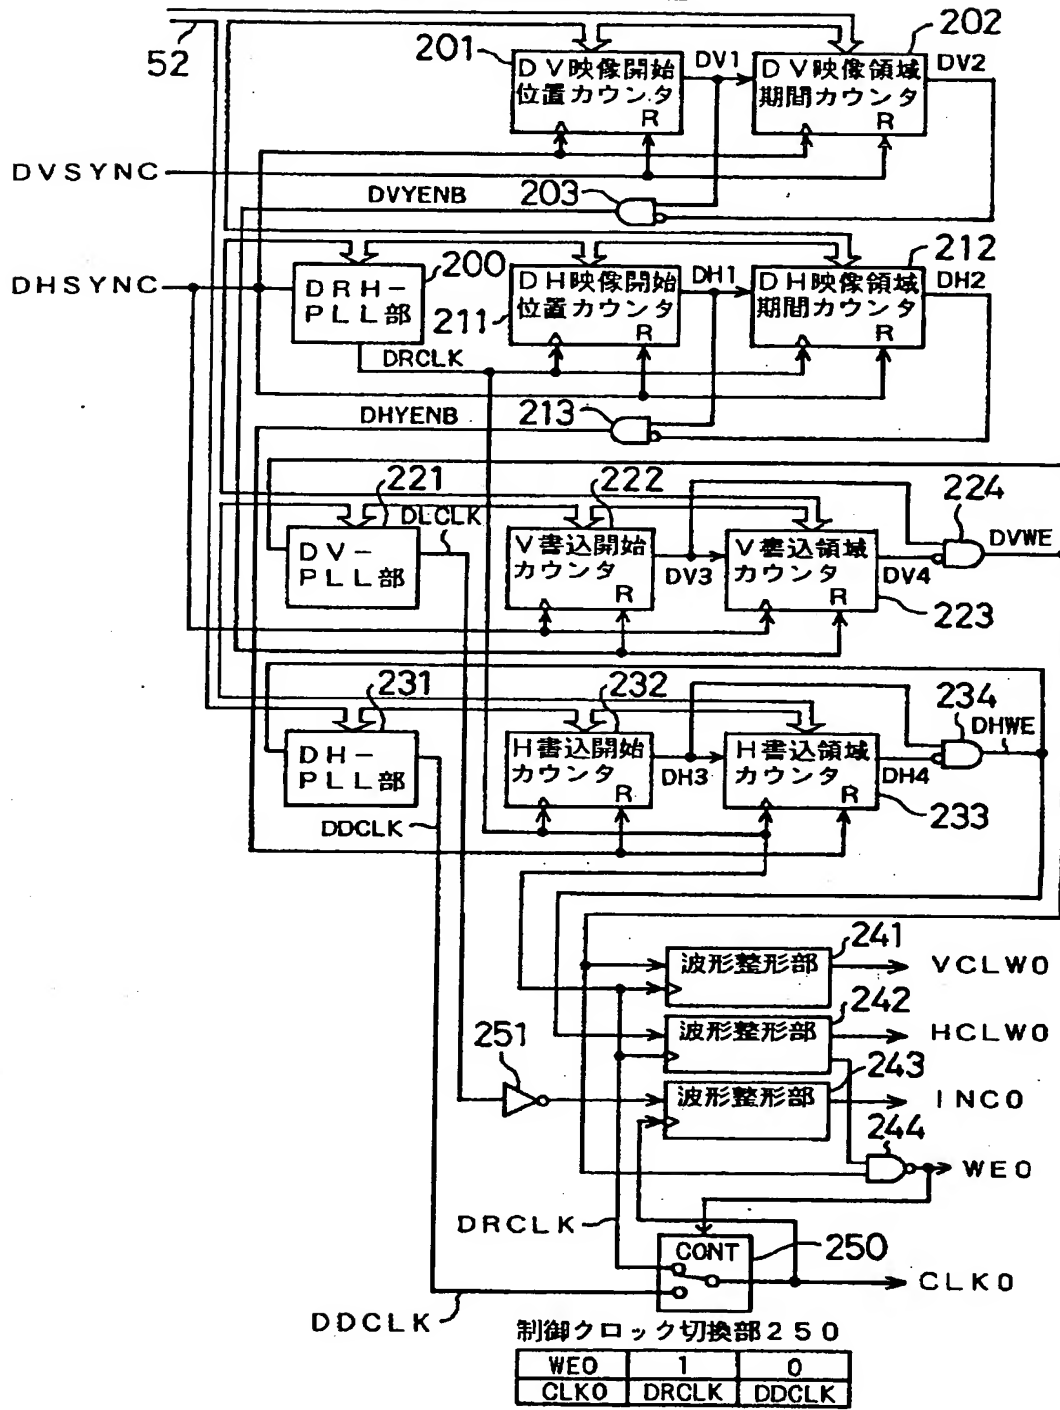 201
202
52
DV1
DV2
DV映像開始
位置カウンタ
R
DV映像領域
期間カウンタ
R
DVSYNC
DVYENB
203
DHSYNC
200
212
DRH-
PLL部
211
DH映像開始
位置カウンタ
R
DH1
DH映像領域
期間カウンタ
R
DH2
DRCLK
DHYENB
213
221
222
224
DLCLK
DV-
PLL部
V書込開始
カウンタ
R
DV3
V書込領域
カウンタ
R
DV4
DVWE
223
231
232
234
DHWE
DH-
PLL部
H書込開始
カウンタ
R
DH3
H書込領域
カウンタ
R
DH4
233
DDCLK
241
波形整形部
VCLW0
242
波形整形部
HCLW0
251
243
波形整形部
INC0
244
WE0
DRCLK
CONT
250
CLK0
DDCLK
制御クロック切換部250
WE0 1 0
CLK0 DRCLK DDCLK